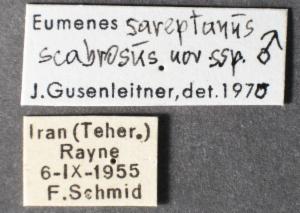 Eumenes sareptanus
scabrosus. nov ssp. ♂
J.Gusenleitner,det.1970
Iran (Teher.)
Rayne
6-IX-1955
F.Schmid